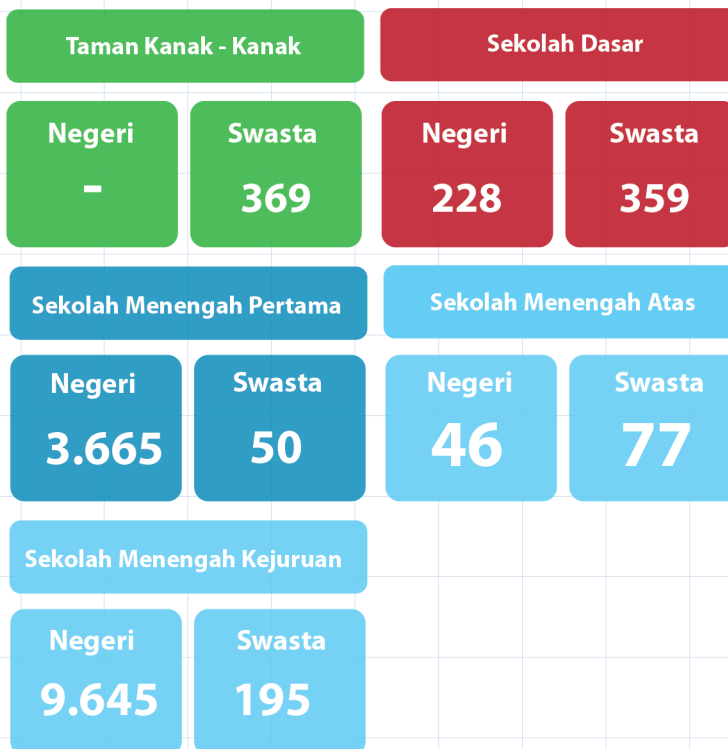 Taman Kanak - Kanak
Negeri
-
Swasta
369
Sekolah Dasar
Negeri
228
Swasta
359
Sekolah Menengah Pertama
Negeri
3.665
Swasta
50
Sekolah Menengah Atas
Negeri
46
Swasta
77
Sekolah Menengah Kejuruan
Negeri
9.645
Swasta
195